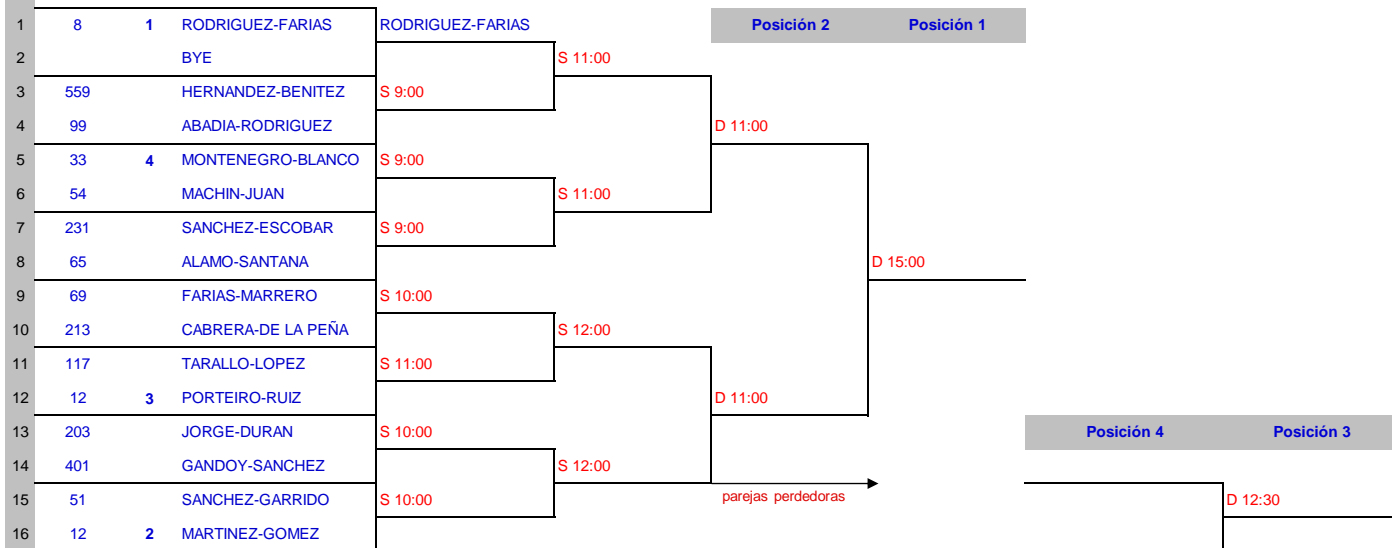 1 8 1 RODRIGUEZ-FARIAS RODRIGUEZ-FARIAS Posición 2 Posición 1
2 BYE S 11:00
3 559 HERNANDEZ-BENITEZ S 9:00
4 99 ABADIA-RODRIGUEZ D 11:00
5 33 4 MONTENEGRO-BLANCO S 9:00
6 54 MACHIN-JUAN S 11:00
7 231 SANCHEZ-ESCOBAR S 9:00
8 65 ALAMO-SANTANA D 15:00
9 69 FARIAS-MARRERO S 10:00
10 213 CABRERA-DE LA PEÑA S 12:00
11 117 TARALLO-LOPEZ S 11:00
12 12 3 PORTEIRO-RUIZ D 11:00
13 203 JORGE-DURAN S 10:00 Posición 4 Posición 3
14 401 GANDOY-SANCHEZ S 12:00
15 51 SANCHEZ-GARRIDO S 10:00 parejas perdedoras D 12:30
16 12 2 MARTINEZ-GOMEZ